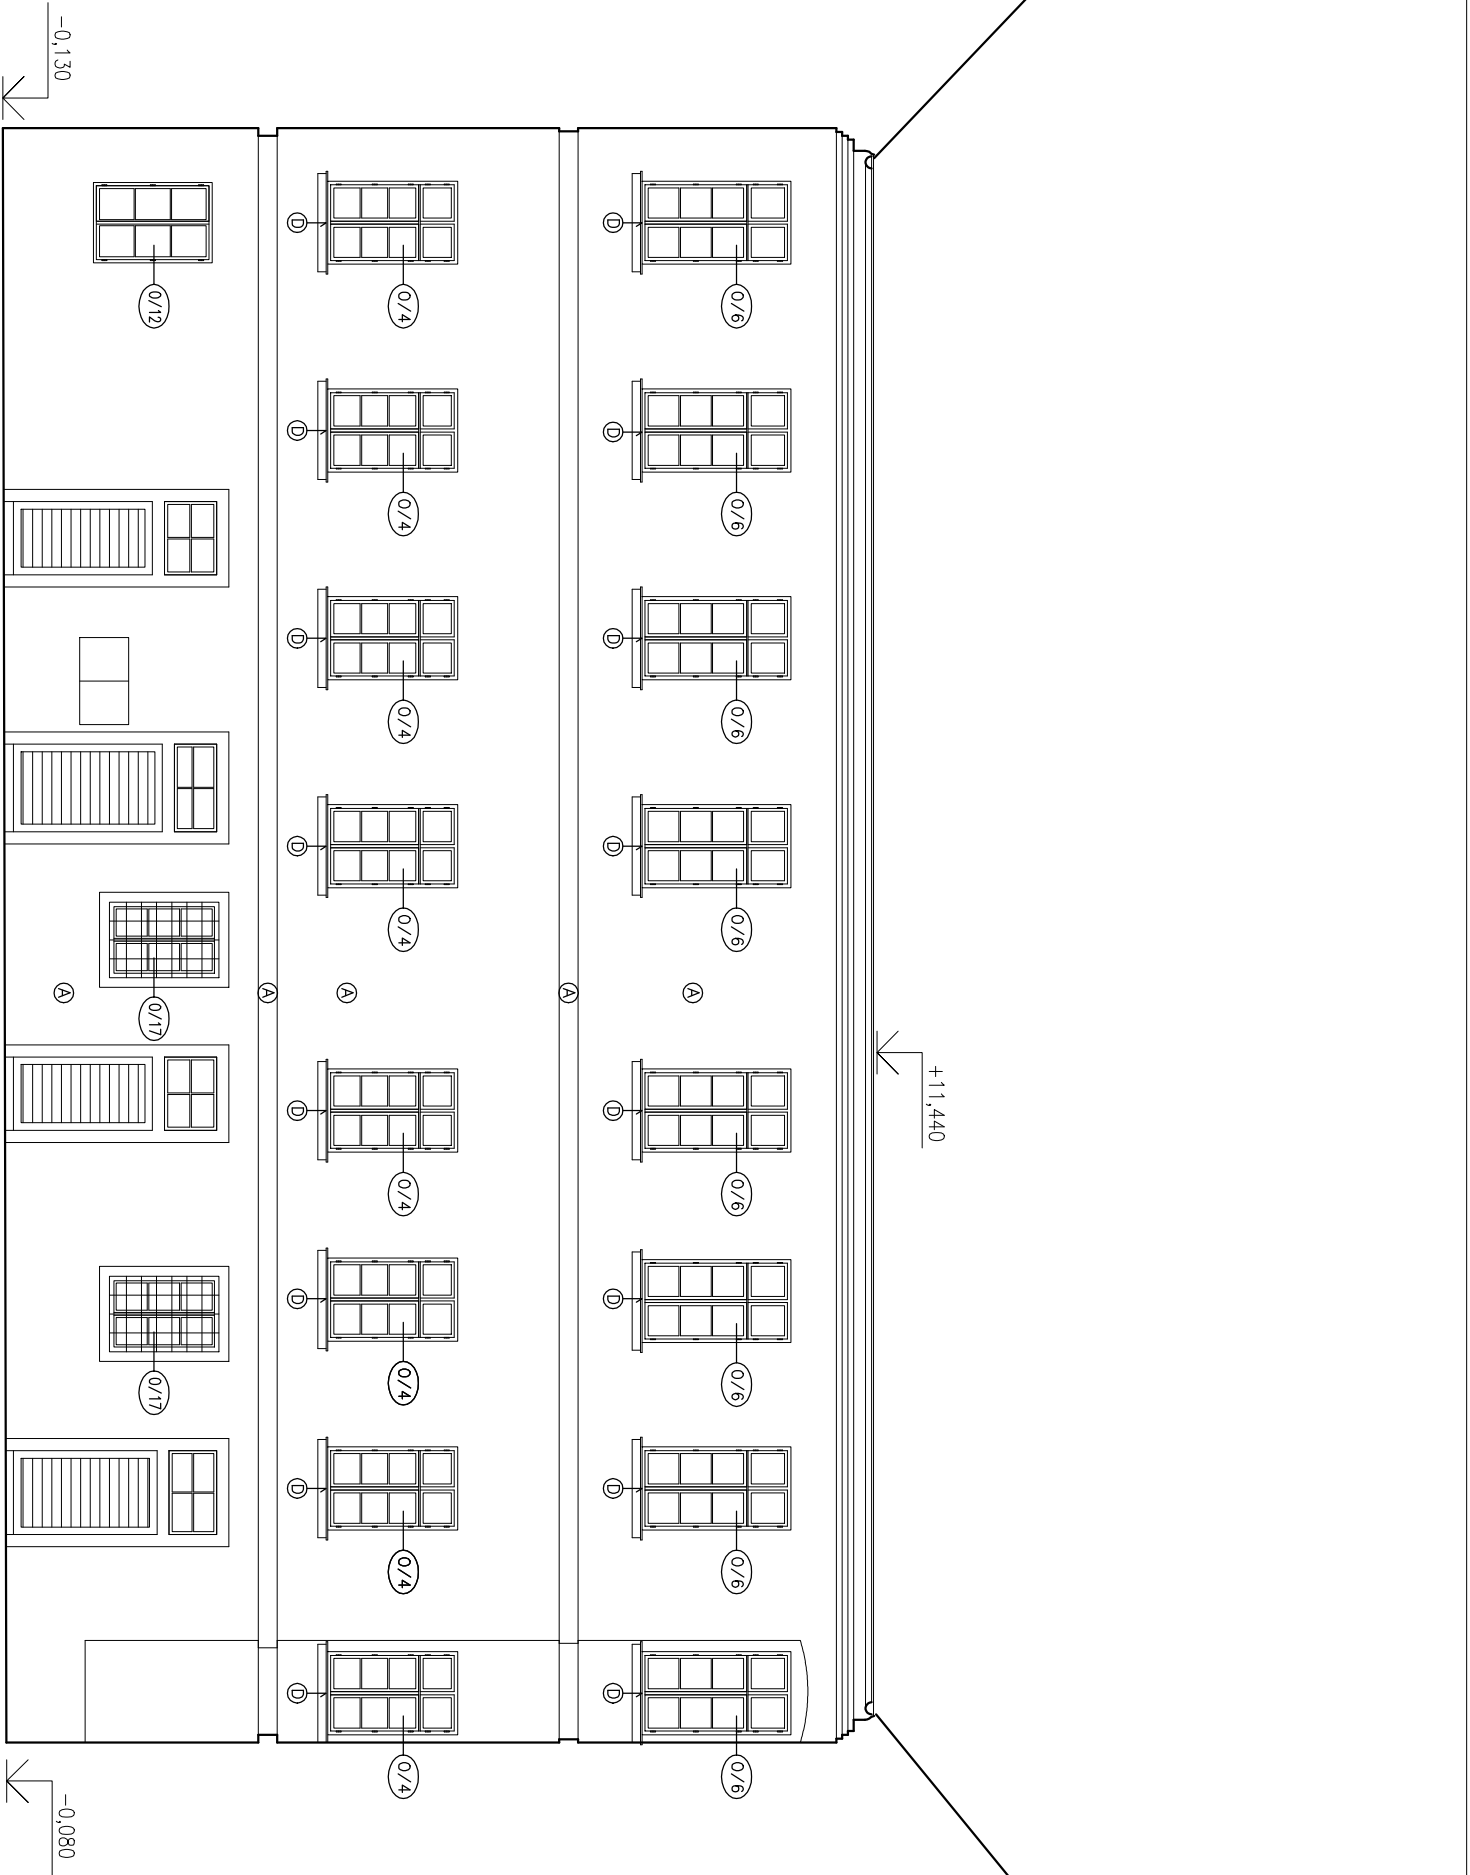 +11,440
0/6 0/6 0/6 0/6 0/6 0/6 0/6 0/6
A
D D D D D D D D
A
0/4 0/4 0/4 0/4 0/4 0/4 0/4 0/4
A
D D D D D D D D
A
0/12 0/17 0/17
A
-0,130
-0,080